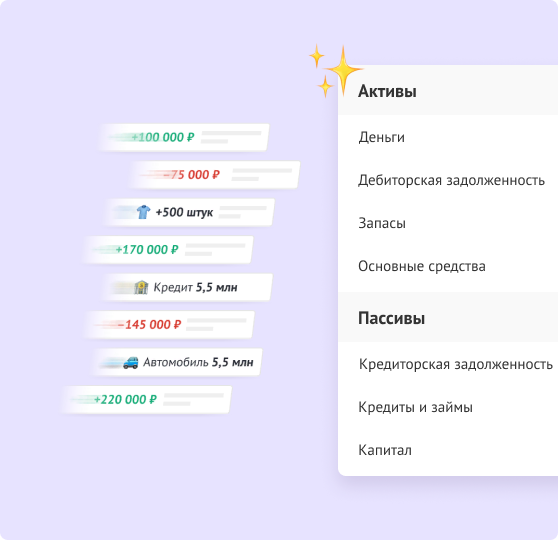 +100 000 ₽
–75 000 ₽
+500 штук
+170 000 ₽
Кредит 5,5 млн
–145 000 ₽
Автомобиль 5,5 млн
+220 000 ₽
Активы
Деньги
Дебиторская задолженность
Запасы
Основные средства
Пассивы
Кредиторская задолженность
Кредиты и займы
Капитал